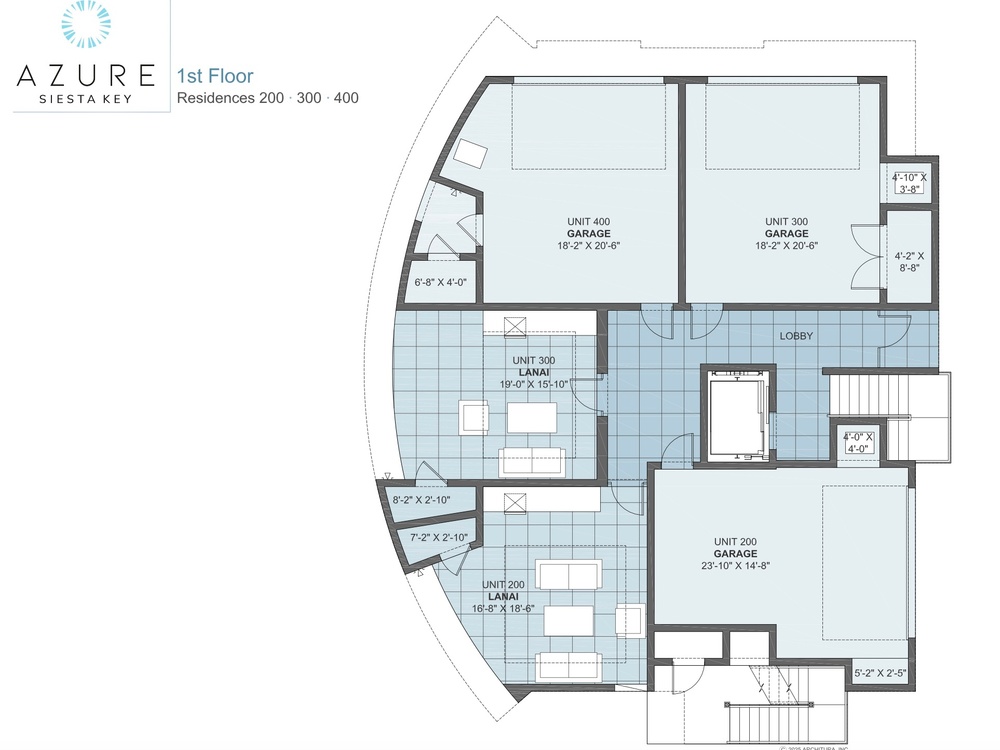 AZURE
SIESTA KEY
1st Floor
Residences 200 · 300 · 400
4'-10" X
3'-8"
UNIT 400
GARAGE
18'-2" X 20'-6"
UNIT 300
GARAGE
18'-2" X 20'-6"
4'-2" X
8'-8"
6'-8" X 4'-0"
LOBBY
UNIT 300
LANAI
19'-0" X 15'-10"
4'-0" X
4'-0"
8'-2" X 2'-10"
7'-2" X 2'-10"
UNIT 200
GARAGE
23'-10" X 14'-8"
UNIT 200
LANAI
16'-8" X 18'-6"
5'-2" X 2'-5"
© 2025 ARCHITURA, INC